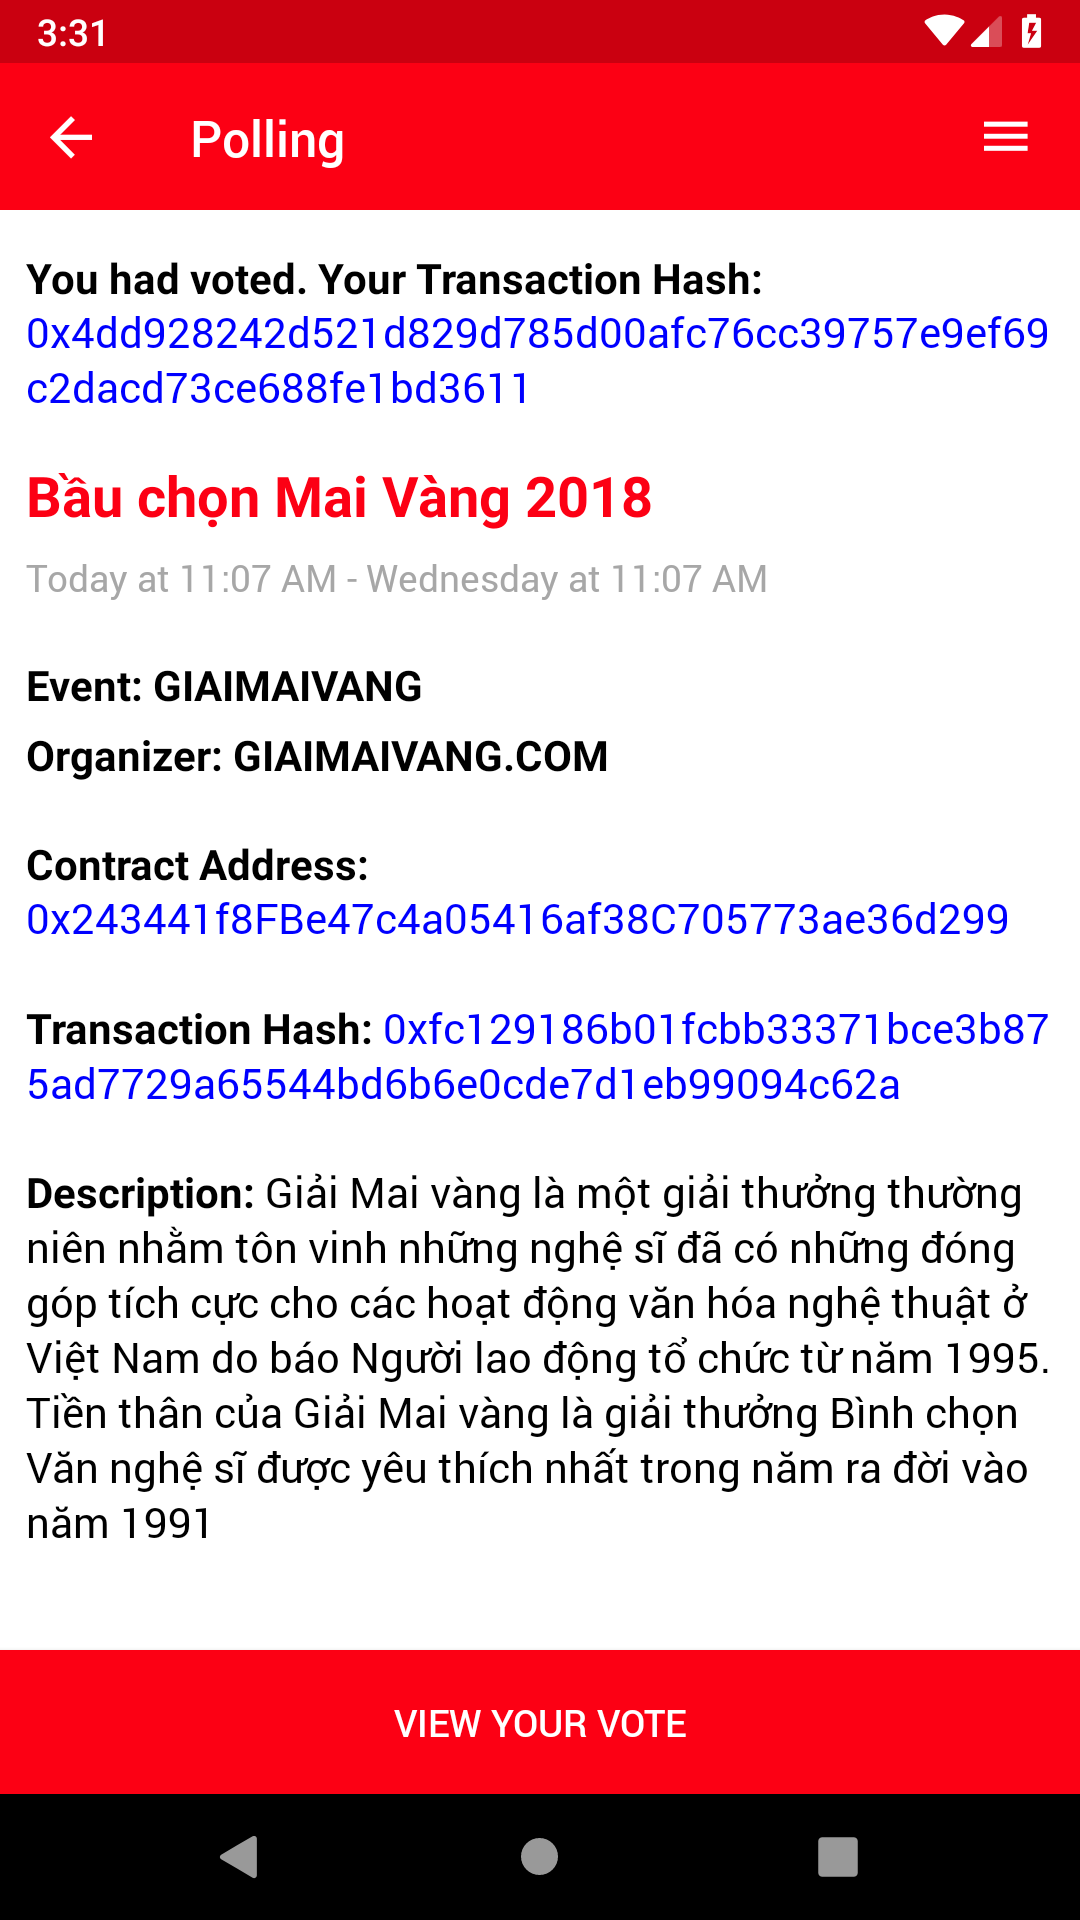 3:31
Polling
You had voted. Your Transaction Hash:
0x4dd928242d521d829d785d00afc76cc39757e9ef69
c2dacd73ce688fe1bd3611
Bầu chọn Mai Vàng 2018
Today at 11:07 AM - Wednesday at 11:07 AM
Event: GIAIMAIVANG
Organizer: GIAIMAIVANG.COM
Contract Address:
0x243441f8FBe47c4a05416af38C705773ae36d299
Transaction Hash: 0xfc129186b01fcbb33371bce3b87
5ad7729a65544bd6b6e0cde7d1eb99094c62a
Description: Giải Mai vàng là một giải thưởng thường
niên nhằm tôn vinh những nghệ sĩ đã có những đóng
góp tích cực cho các hoạt động văn hóa nghệ thuật ở
Việt Nam do báo Người lao động tổ chức từ năm 1995.
Tiền thân của Giải Mai vàng là giải thưởng Bình chọn
Văn nghệ sĩ được yêu thích nhất trong năm ra đời vào
năm 1991
VIEW YOUR VOTE